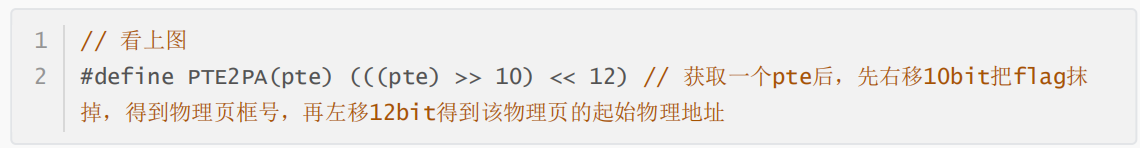 1 // 看上图
2 #define PTE2PA(pte) (((pte) >> 10) << 12) // 获取一个pte后，先右移10bit把flag抹
掉，得到物理页框号，再左移12bit得到该物理页的起始物理地址